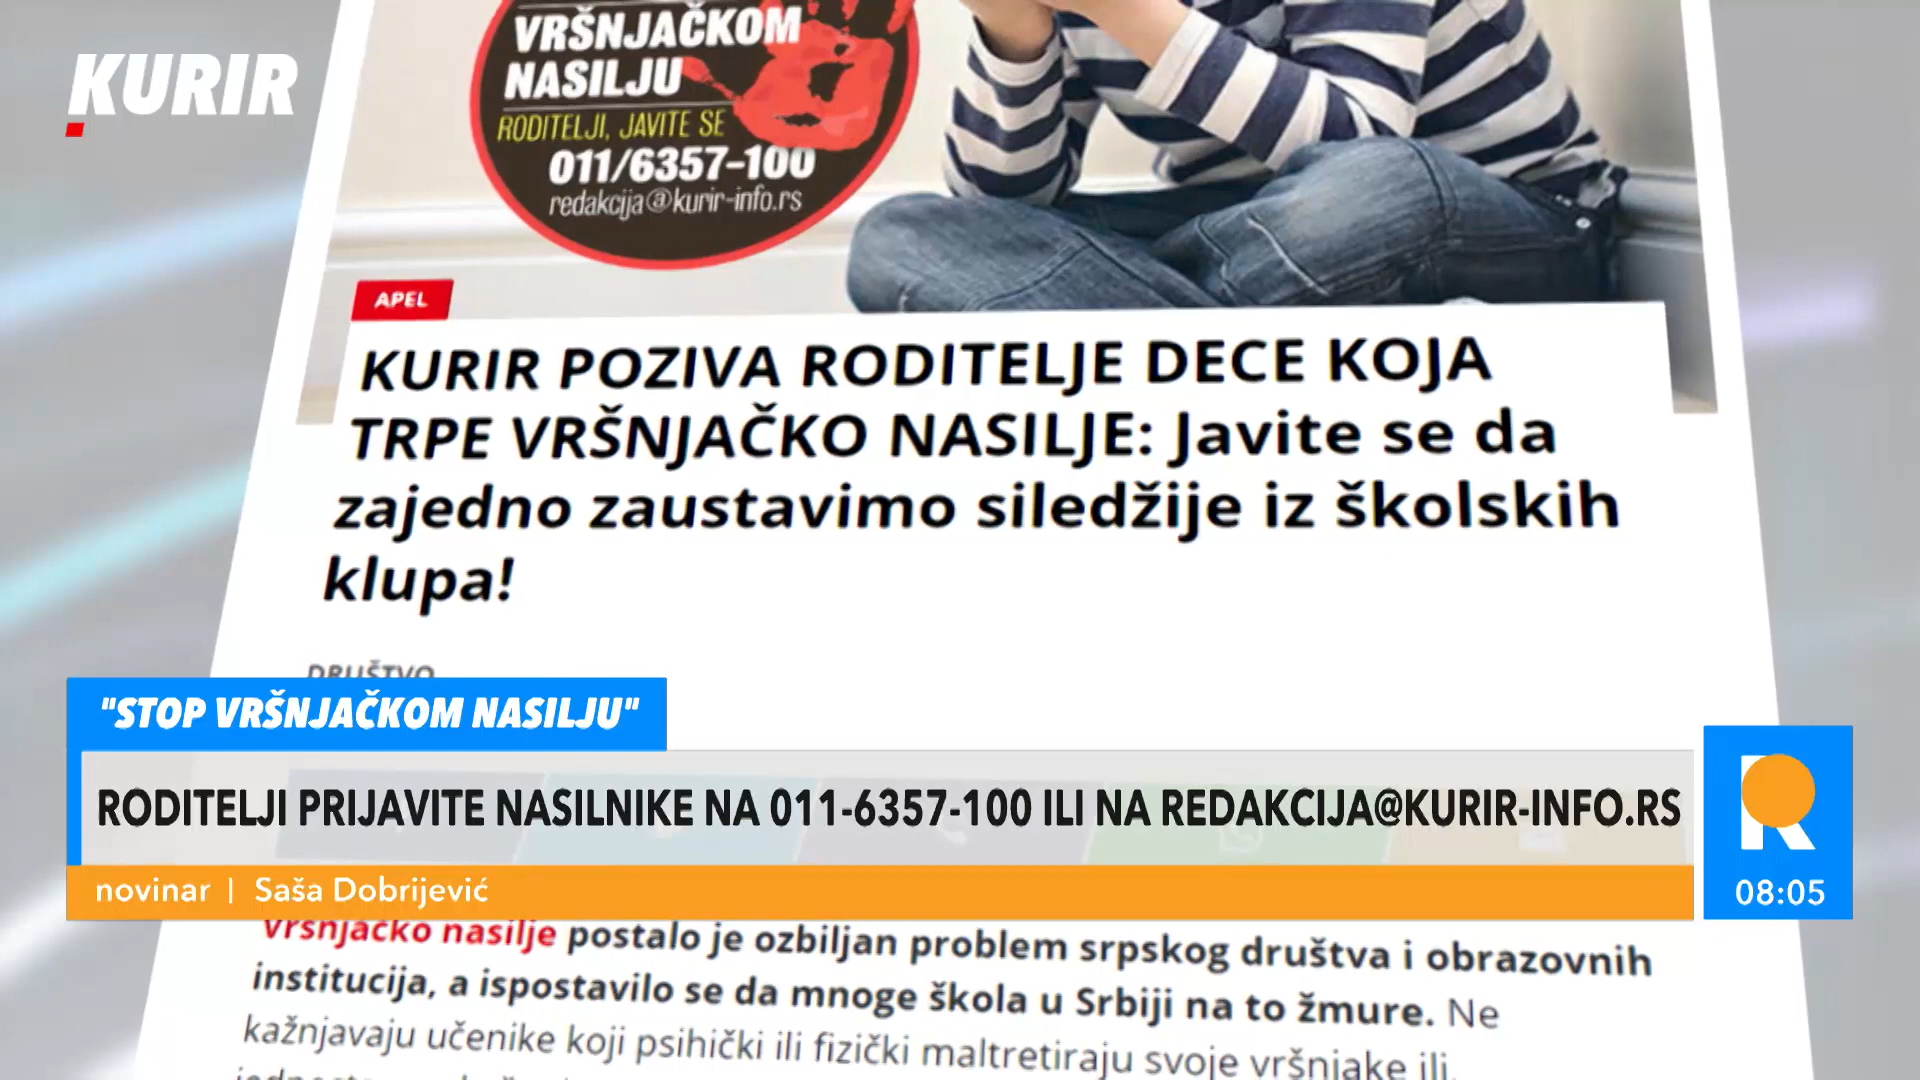 KURIR
VRŠNJAČKOM
NASILJU
RODITELJI, JAVITE SE
011/6357-100
redakcija@kurir-info.rs
APEL
KURIR POZIVA RODITELJE DECE KOJA
TRPE VRŠNJAČKO NASILJE: Javite se da
zajedno zaustavimo siledžije iz školskih
klupa!
DRUŠTVO
"STOP VRŠNJAČKOM NASILJU"
RODITELJI PRIJAVITE NASILNIKE NA 011-6357-100 ILI NA REDAKCIJA@KURIR-INFO.RS
novinar | Saša Dobrijević
R
08:05
Vršnjačko nasilje postalo je ozbiljan problem srpskog društva i obrazovnih
institucija, a ispostavilo se da mnoge škola u Srbiji na to žmure. Ne
kažnjavaju učenike koji psihički ili fizički maltretiraju svoje vršnjake ili,